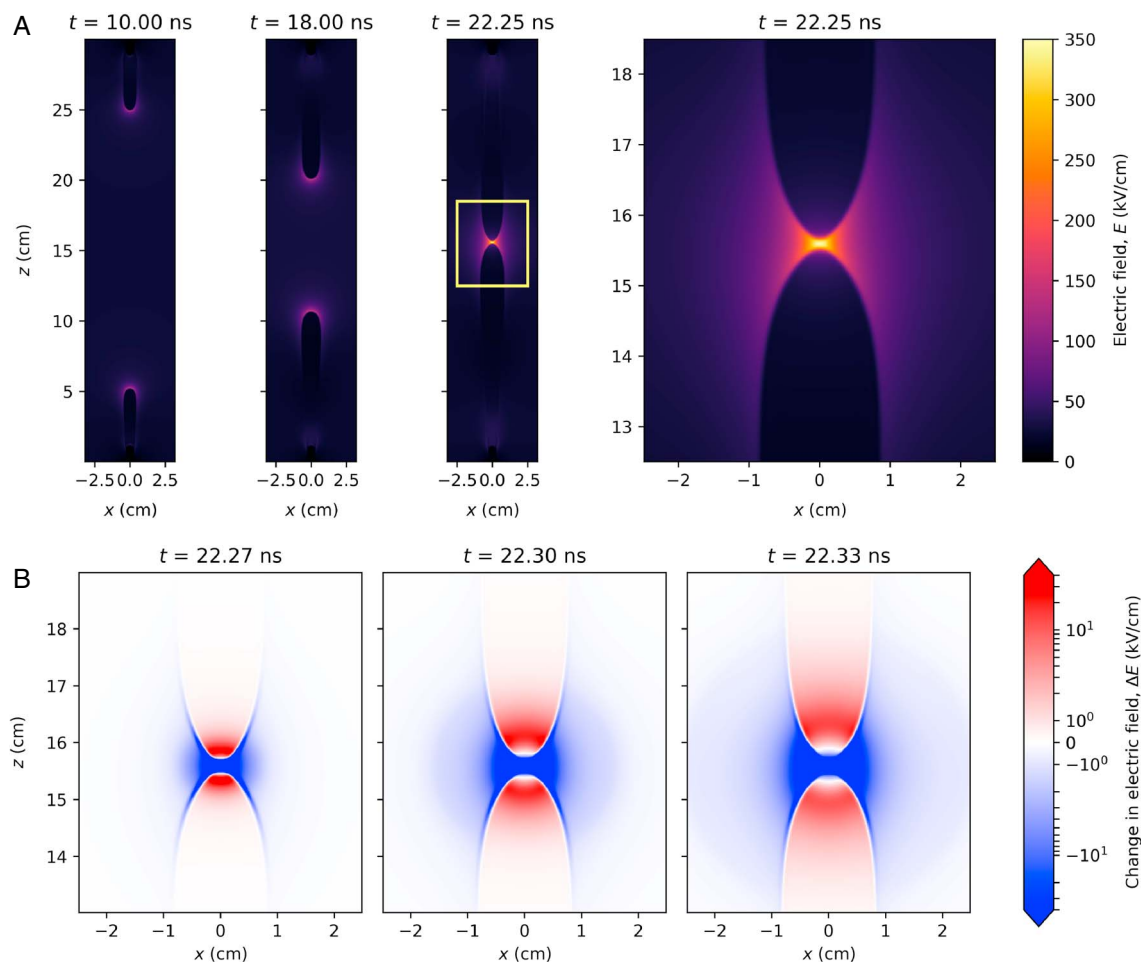 A
t = 10.00 ns
t = 18.00 ns
t = 22.25 ns
t = 22.25 ns
z (cm)
25
20
15
10
5
−2.5 0.0 2.5
−2.5 0.0 2.5
−2.5 0.0 2.5
x (cm)
x (cm)
x (cm)
18
17
16
15
14
13
−2 −1 0 1 2
x (cm)
350
300
250
200
150
100
50
0
Electric field, E (kV/cm)
B
t = 22.27 ns
t = 22.30 ns
t = 22.33 ns
z (cm)
18
17
16
15
14
−2 −1 0 1 2
−2 −1 0 1 2
−2 −1 0 1 2
x (cm)
x (cm)
x (cm)
10¹
10⁰
0
−10⁰
−10¹
Change in electric field, ΔE (kV/cm)